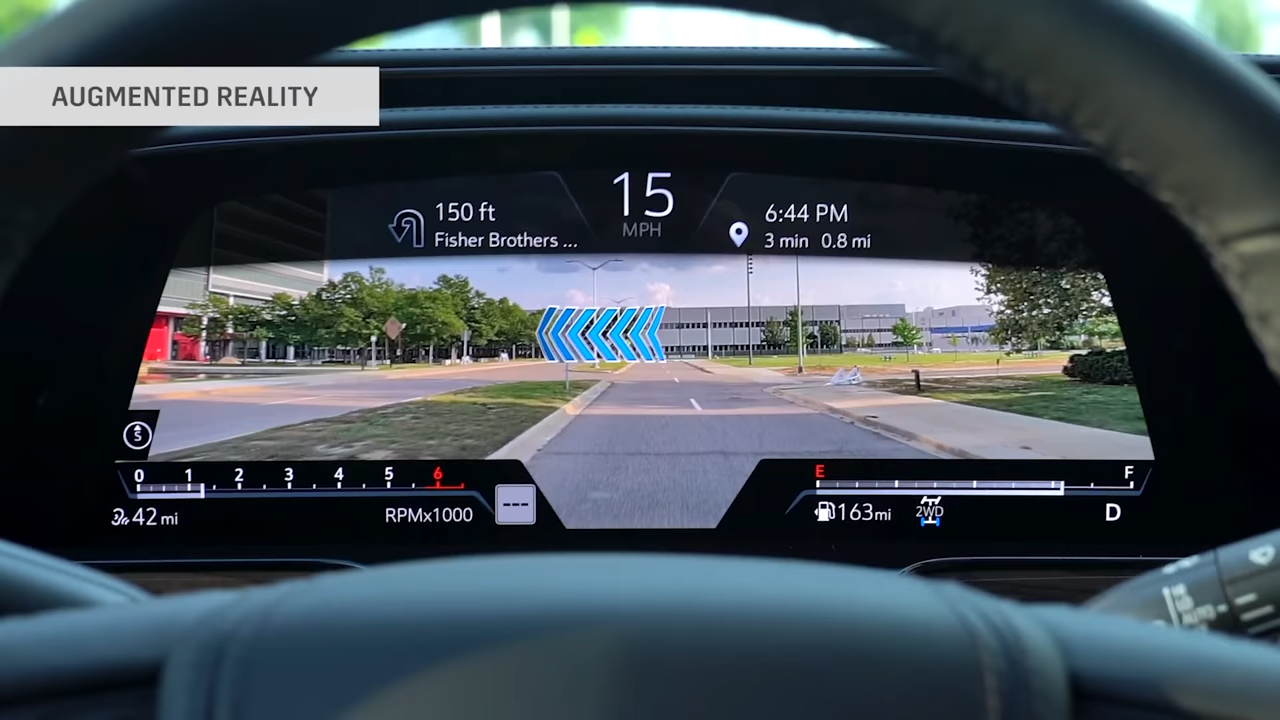 AUGMENTED REALITY
15
MPH
150 ft
Fisher Brothers ...
6:44 PM
3 min 0.8 mi
S
0 1 2 3 4 5 6
42 mi
RPMx1000
---
E F
163mi
2WD
D
AUTO